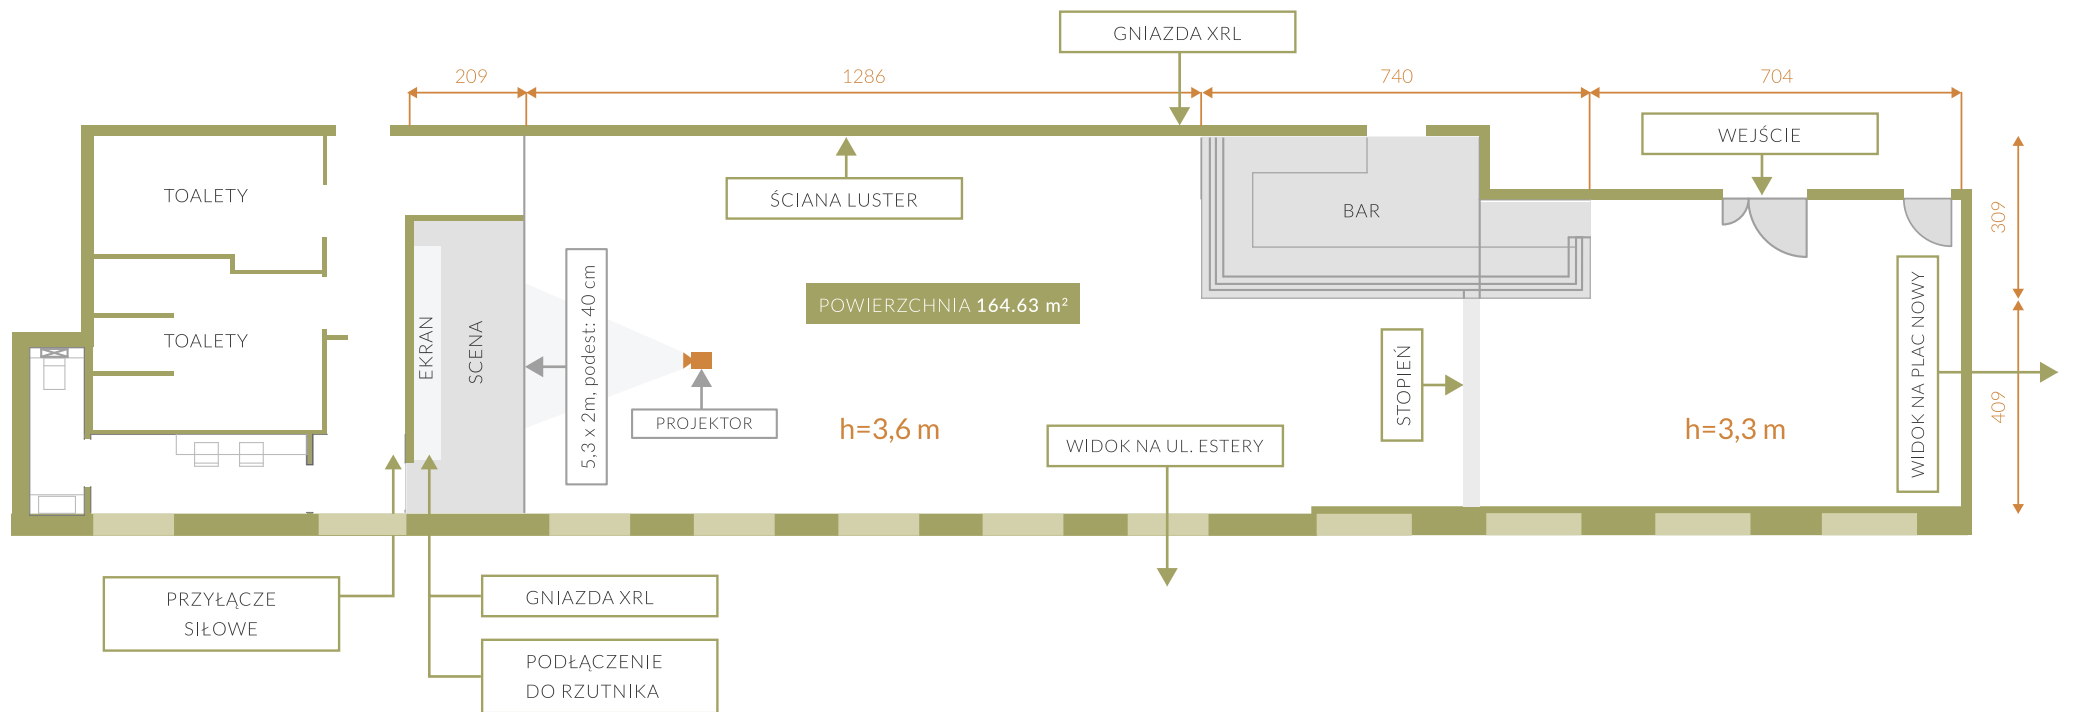 GNIAZDA XRL
209
1286
740
704
WEJŚCIE
TOALETY
ŚCIANA LUSTER
BAR
309
POWIERZCHNIA 164.63 m²
5,3 x 2m, podest: 40 cm
EKRAN
SCENA
TOALETY
STOPIEŃ
WIDOK NA PLAC NOWY
409
PROJEKTOR
h=3,6 m
h=3,3 m
WIDOK NA UL. ESTERY
PRZYŁĄCZE
SIŁOWE
GNIAZDA XRL
PODŁĄCZENIE
DO RZUTNIKA